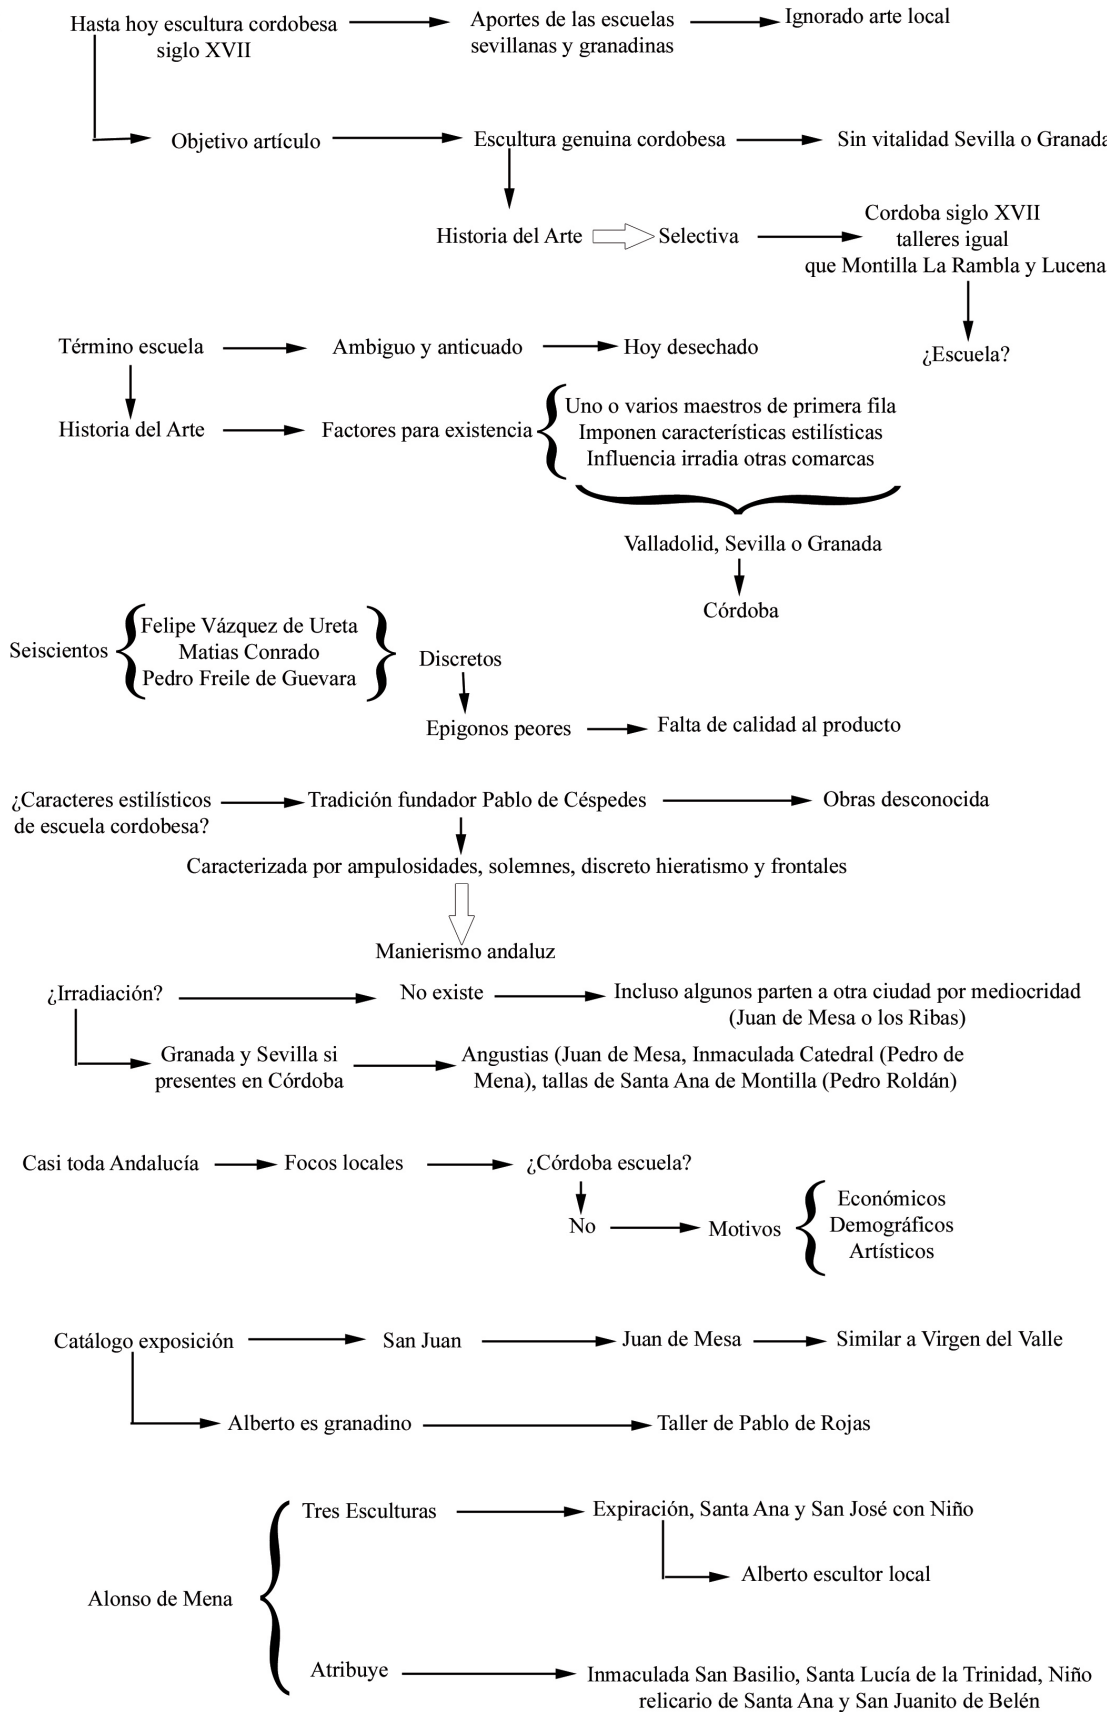 Hasta hoy escultura cordobesa
siglo XVII
Aportes de las escuelas
sevillanas y granadinas
Ignorado arte local
Objetivo artículo
Escultura genuina cordobesa
Sin vitalidad Sevilla o Granada
Historia del Arte
Selectiva
Cordoba siglo XVII
talleres igual
que Montilla La Rambla y Lucena
¿Escuela?
Término escuela
Ambiguo y anticuado
Hoy desechado
Historia del Arte
Factores para existencia
Uno o varios maestros de primera fila
Imponen características estilísticas
Influencia irradia otras comarcas
Valladolid, Sevilla o Granada
Córdoba
Seiscientos
Felipe Vázquez de Ureta
Matias Conrado
Pedro Freile de Guevara
Discretos
Epigonos peores
Falta de calidad al producto
¿Caracteres estilísticos
de escuela cordobesa?
Tradición fundador Pablo de Céspedes
Obras desconocida
Caracterizada por ampulosidades, solemnes, discreto hieratismo y frontales
Manierismo andaluz
¿Irradiación?
No existe
Incluso algunos parten a otra ciudad por mediocridad
(Juan de Mesa o los Ribas)
Granada y Sevilla si
presentes en Córdoba
Angustias (Juan de Mesa, Inmaculada Catedral (Pedro de
Mena), tallas de Santa Ana de Montilla (Pedro Roldán)
Casi toda Andalucía
Focos locales
¿Córdoba escuela?
No
Motivos
Económicos
Demográficos
Artísticos
Catálogo exposición
San Juan
Juan de Mesa
Similar a Virgen del Valle
Alberto es granadino
Taller de Pablo de Rojas
Alonso de Mena
Tres Esculturas
Expiración, Santa Ana y San José con Niño
Alberto escultor local
Atribuye
Inmaculada San Basilio, Santa Lucía de la Trinidad, Niño
relicario de Santa Ana y San Juanito de Belén